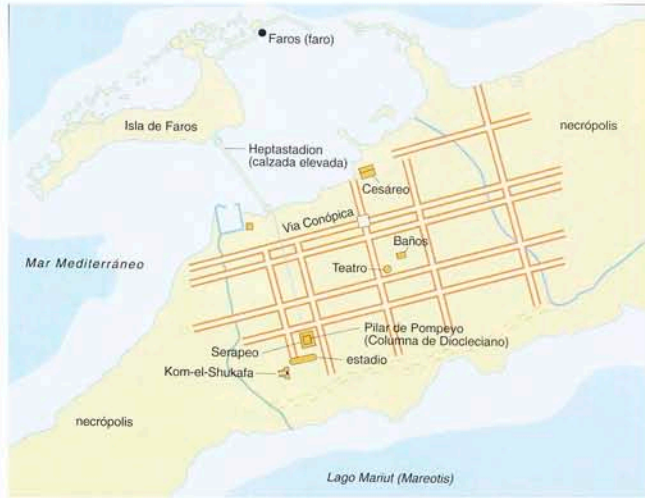 Faros (faro)
Isla de Faros
necrópolis
Heptastadion
(calzada elevada)
Cesáreo
Via Conópica
Baños
Mar Mediterráneo
Teatro
Pilar de Pompeyo
(Columna de Diocleciano)
Serapeo
estadio
Kom-el-Shukafa
necrópolis
Lago Mariut (Mareotis)